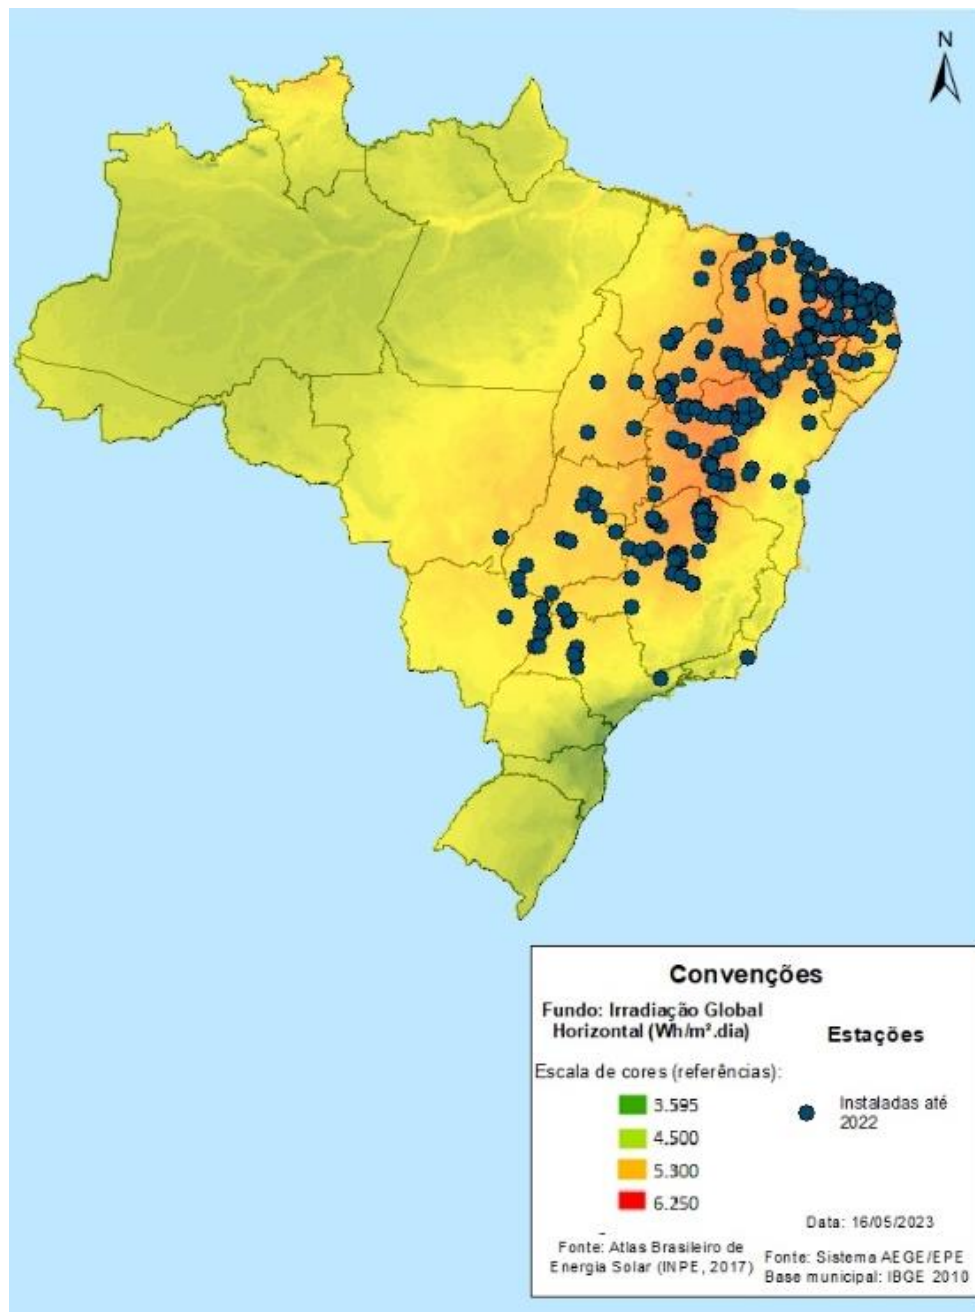 N
Convenções
Fundo: Irradiação Global
Horizontal (Wh/m².dia)
Escala de cores (referências):
3.595
4.500
5.300
6.250
Fonte: Atlas Brasileiro de
Energia Solar (INPE, 2017)
Estações
Instaladas até
2022
Data: 16/05/2023
Fonte: Sistema AEGE/EPE
Base municipal: IBGE 2010